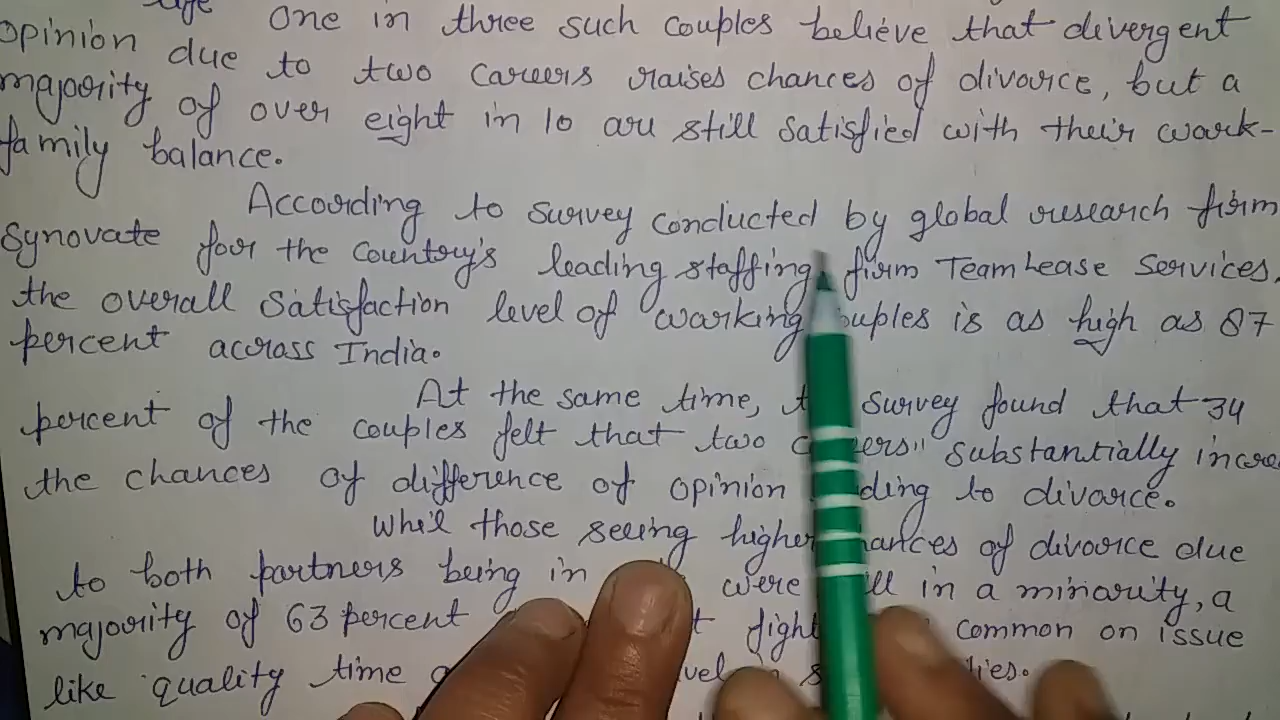 One in three such couples believe that divergent
opinion due to two careers raises chances of divorce, but a
majority of over eight in 10 are still satisfied with their work-
family balance.
According to survey conducted by global research firm
Synovate for the country's leading staffing firm TeamLease Services,
the overall satisfaction level of working couples is as high as 87
percent across India.
At the same time, survey found that 34
percent of the couples felt that two substantially
the chances of difference of opinion to divorce.
Whil those seeing higher chances of divorce due
to both partners being in were in a minority, a
majority of 63 percent common on issue
like quality time